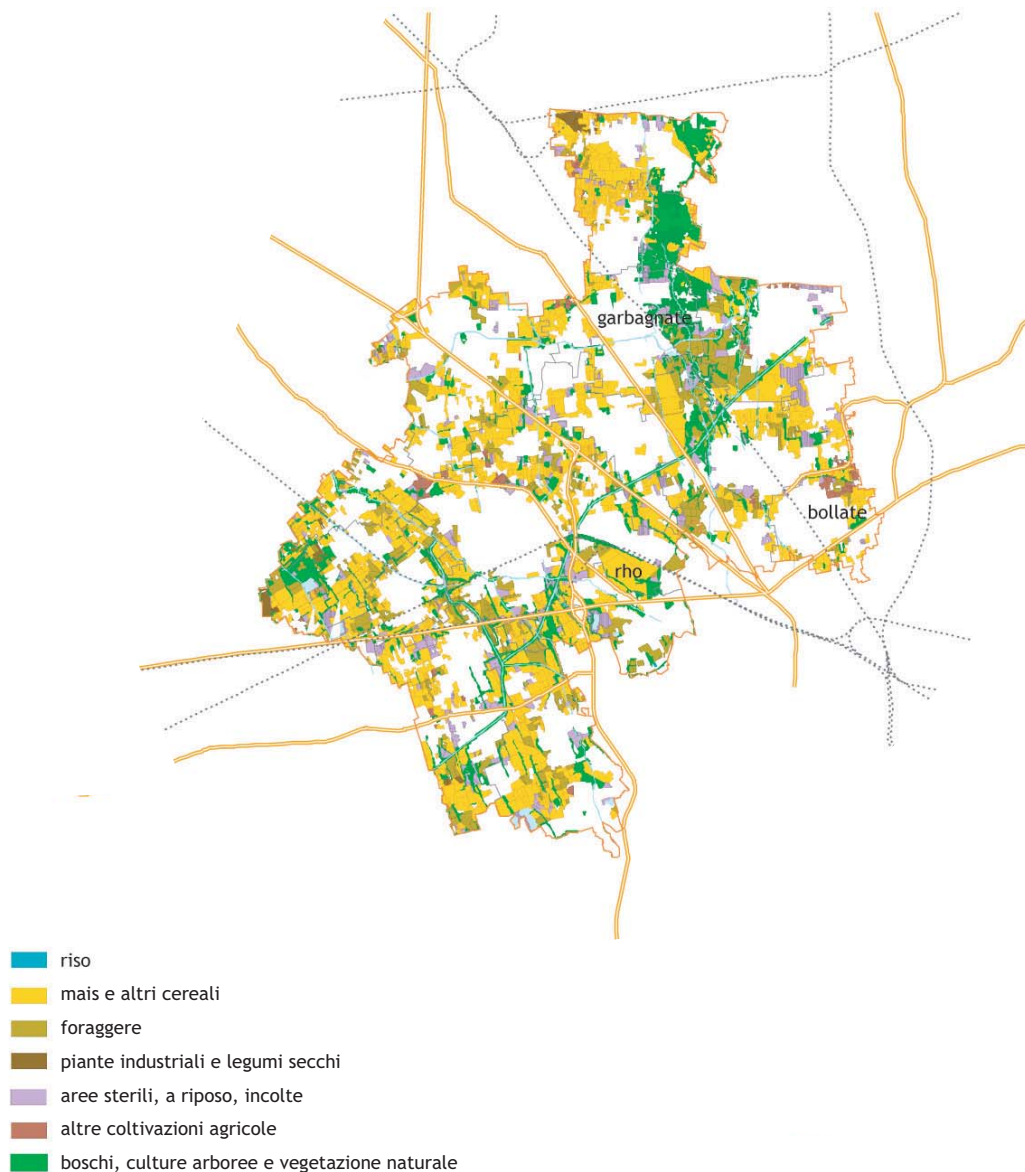 garbagnate
bollate
rho
riso
mais e altri cereali
foraggere
piante industriali e legumi secchi
aree sterili, a riposo, incolte
altre coltivazioni agricole
boschi, culture arboree e vegetazione naturale